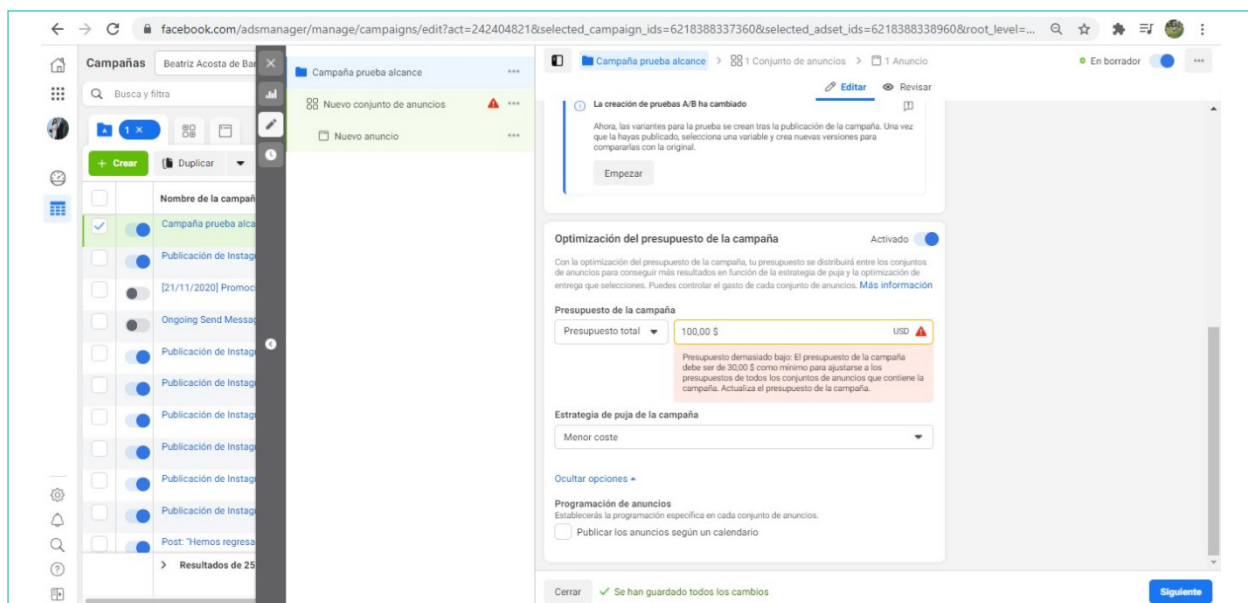 facebook.com/adsmanager/manage/campaigns/edit?act=242404821&selected_campaign_ids=6218388337360&selected_adset_ids=6218388338960&root_level=...
Campañas
Beatriz Acosta de Bar
Busca y filtra
1 ×
+ Crear
Duplicar
Nombre de la campañ
Campaña prueba alca
Publicación de Instag
[21/11/2020] Promoc
Ongoing Send Messag
Publicación de Instag
Publicación de Instag
Publicación de Instag
Publicación de Instag
Publicación de Instag
Publicación de Instag
Post: "Hemos regresa
> Resultados de 25
Campaña prueba alcance
Nuevo conjunto de anuncios
Nuevo anuncio
Campaña prueba alcance > 1 Conjunto de anuncios > 1 Anuncio
En borrador
Editar
Revisar
La creación de pruebas A/B ha cambiado
Ahora, las variantes para la prueba se crean tras la publicación de la campaña. Una vez
que la hayas publicado, selecciona una variable y crea nuevas versiones para
compararlas con la original.
Empezar
Optimización del presupuesto de la campaña
Activado
Con la optimización del presupuesto de la campaña, tu presupuesto se distribuirá entre los conjuntos
de anuncios para conseguir más resultados en función de la estrategia de puja y la optimización de
entrega que selecciones. Puedes controlar el gasto de cada conjunto de anuncios. Más información
Presupuesto de la campaña
Presupuesto total
100,00 $
USD
Presupuesto demasiado bajo: El presupuesto de la campaña
debe ser de 30,00 $ como mínimo para ajustarse a los
presupuestos de todos los conjuntos de anuncios que contiene la
campaña. Actualiza el presupuesto de la campaña.
Estrategia de puja de la campaña
Menor coste
Ocultar opciones
Programación de anuncios
Establecerás la programación específica en cada conjunto de anuncios.
Publicar los anuncios según un calendario
Cerrar
Se han guardado todos los cambios
Siguiente